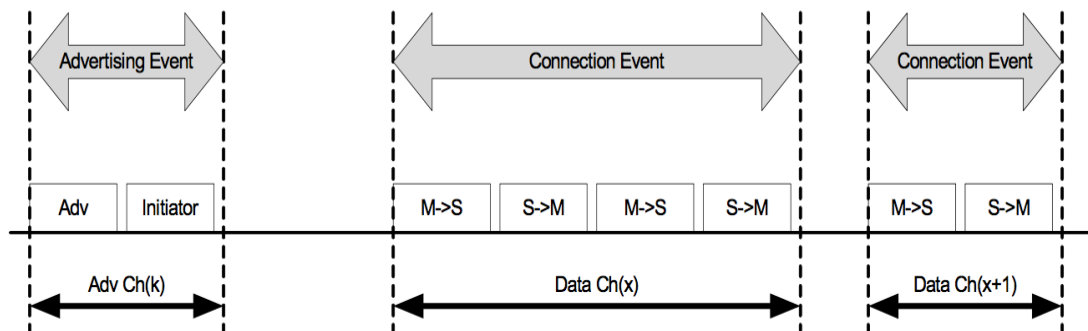 Advertising Event
Connection Event
Connection Event
Adv
Initiator
M->S
S->M
M->S
S->M
M->S
S->M
Adv Ch(k)
Data Ch(x)
Data Ch(x+1)